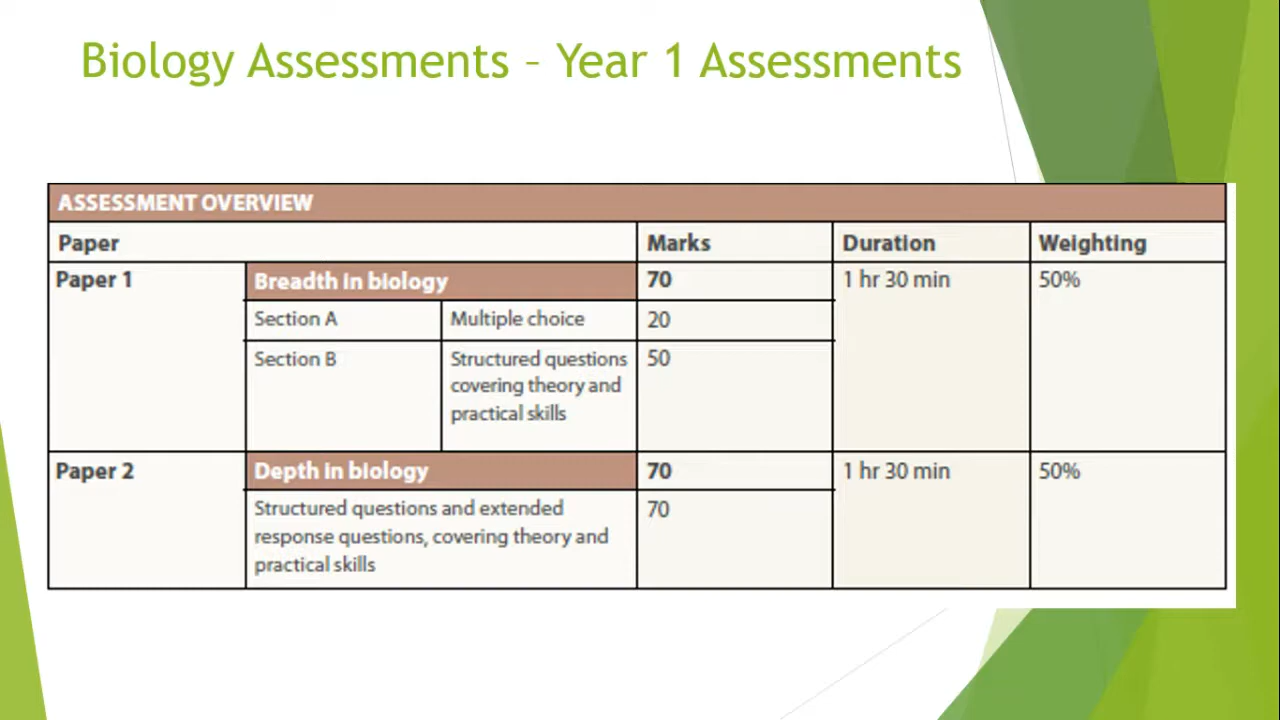 Biology Assessments – Year 1 Assessments
ASSESSMENT OVERVIEW
Paper Marks Duration Weighting
Paper 1 Breadth in biology 70 1 hr 30 min 50%
Section A Multiple choice 20
Section B Structured questions 50
covering theory and
practical skills
Paper 2 Depth in biology 70 1 hr 30 min 50%
Structured questions and extended 70
response questions, covering theory and
practical skills